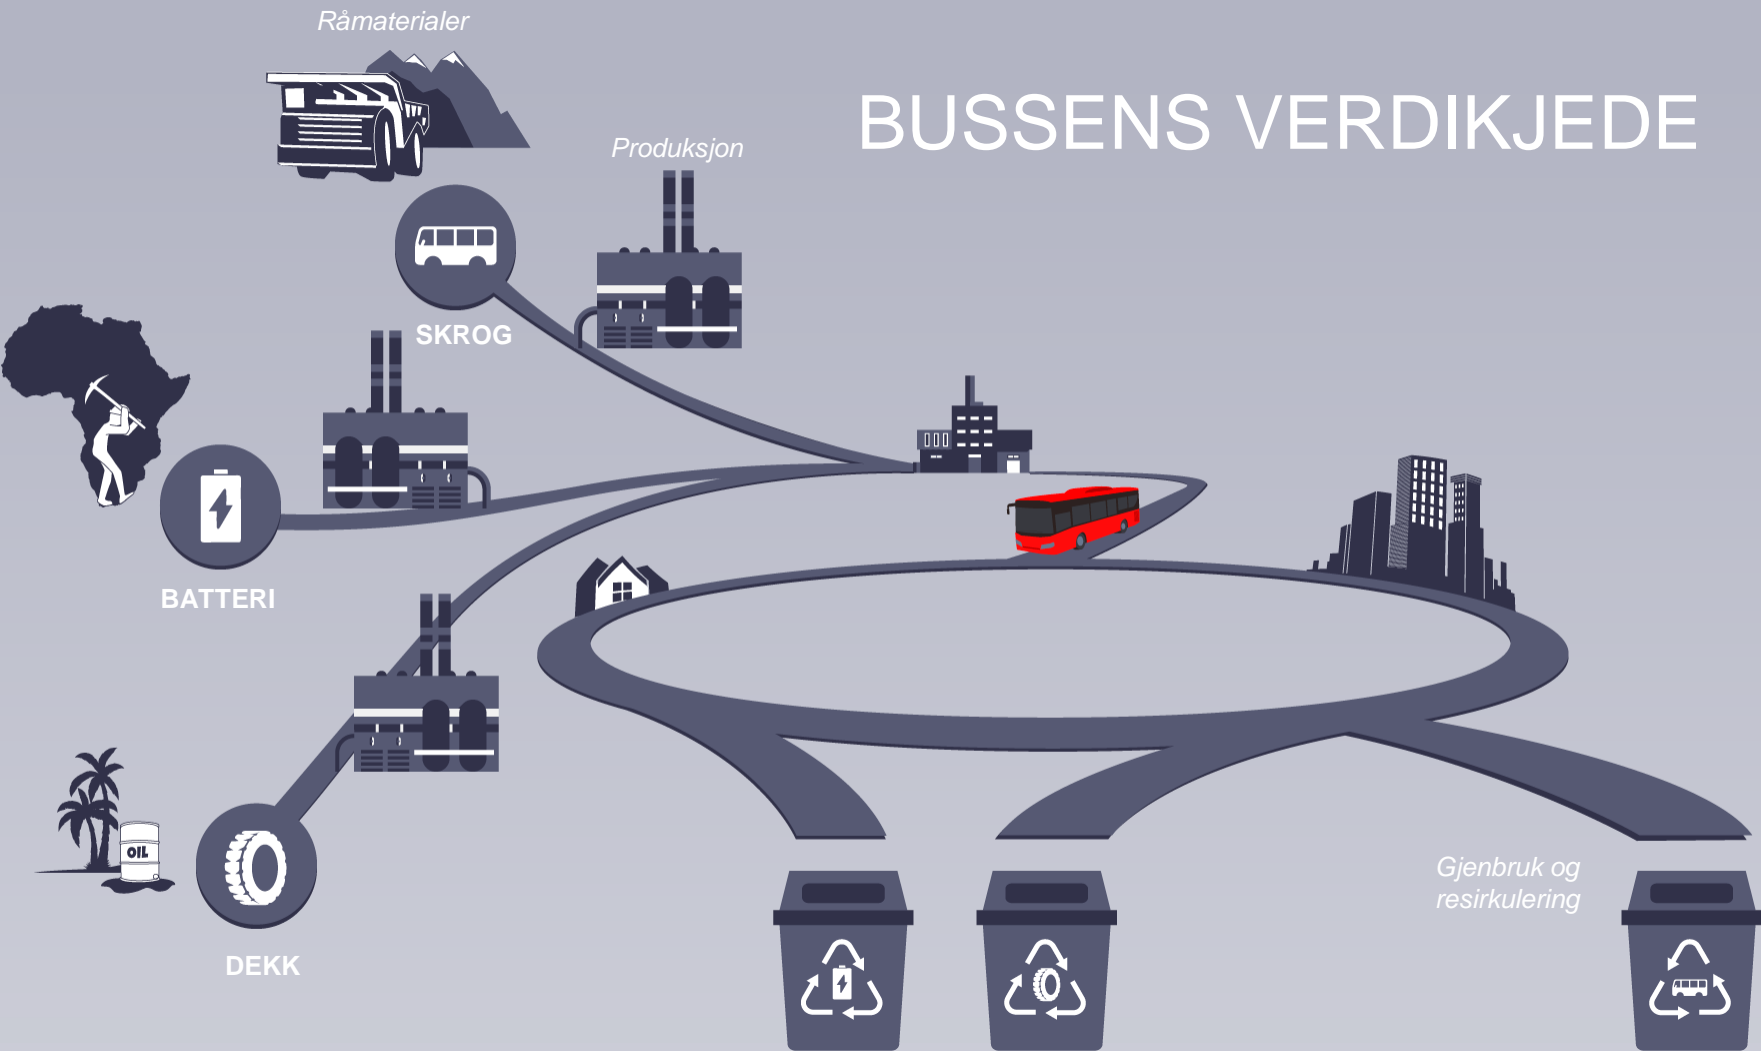 Råmaterialer
BUSSENS VERDIKJEDE
Produksjon
SKROG
BATTERI
OIL
DEKK
Gjenbruk og
resirkulering